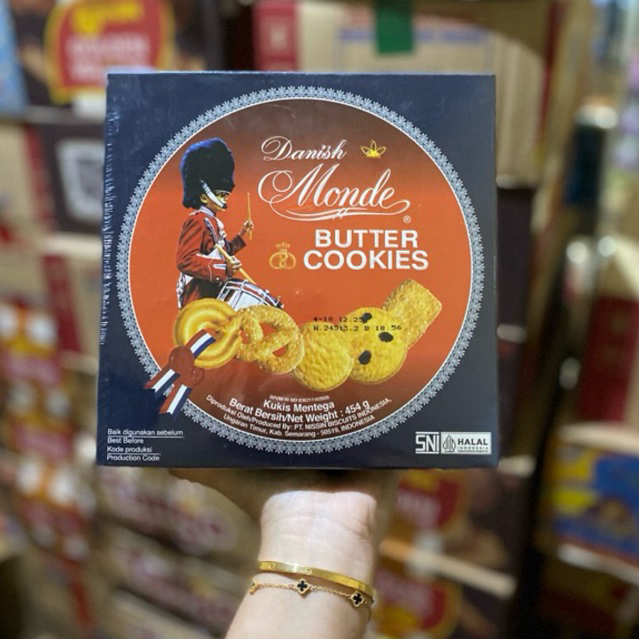 Danish
Monde
®
BUTTER
COOKIES
4-10 12.25
N.24513.2 R 18:56
Kukis Mentega
Berat Bersih/Net Weight : 454 g
Diproduksi Oleh/Produced By: PT. NISSIN BISCUITS INDONESIA,
Ungaran Timur, Kab. Semarang - 50519, INDONESIA.
Baik digunakan sebelum
Best Before
Kode produksi
Production Code
SNI
HALAL
INDONESIA